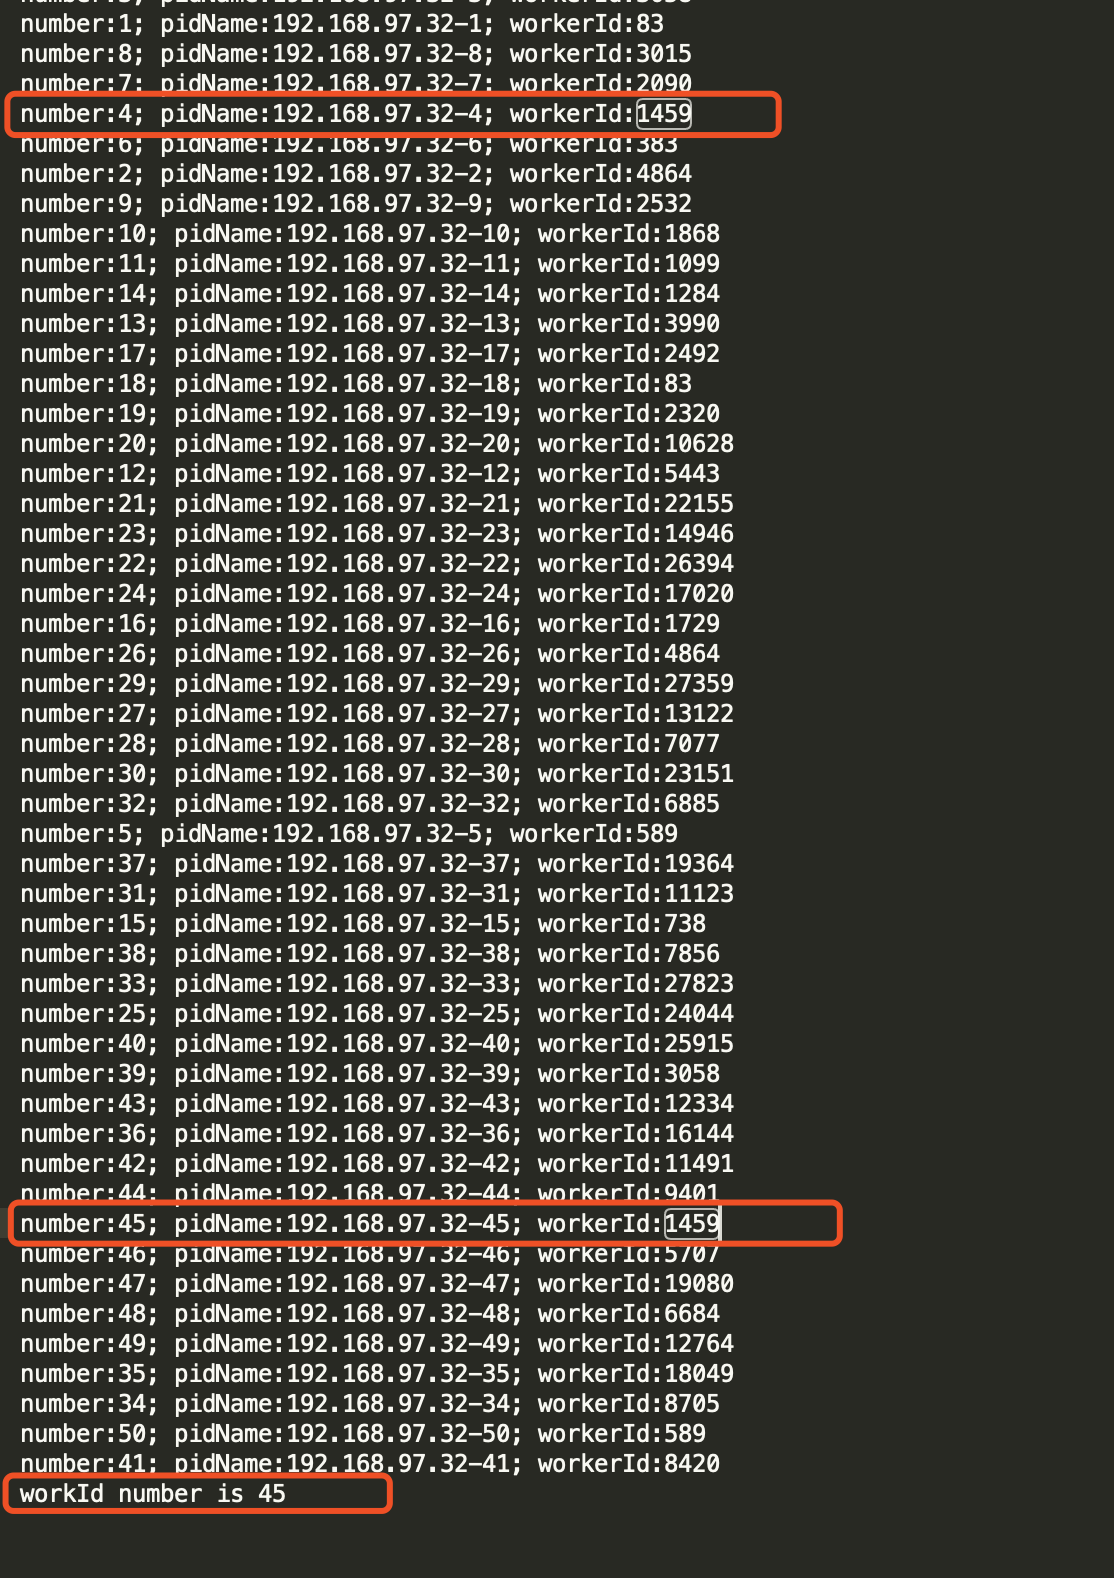 number:1; pidName:192.168.97.32-1; workerId:83
number:8; pidName:192.168.97.32-8; workerId:3015
number:7; pidName:192.168.97.32-7; workerId:2090
number:4; pidName:192.168.97.32-4; workerId:1459
number:6; pidName:192.168.97.32-6; workerId:383
number:2; pidName:192.168.97.32-2; workerId:4864
number:9; pidName:192.168.97.32-9; workerId:2532
number:10; pidName:192.168.97.32-10; workerId:1868
number:11; pidName:192.168.97.32-11; workerId:1099
number:14; pidName:192.168.97.32-14; workerId:1284
number:13; pidName:192.168.97.32-13; workerId:3990
number:17; pidName:192.168.97.32-17; workerId:2492
number:18; pidName:192.168.97.32-18; workerId:83
number:19; pidName:192.168.97.32-19; workerId:2320
number:20; pidName:192.168.97.32-20; workerId:10628
number:12; pidName:192.168.97.32-12; workerId:5443
number:21; pidName:192.168.97.32-21; workerId:22155
number:23; pidName:192.168.97.32-23; workerId:14946
number:22; pidName:192.168.97.32-22; workerId:26394
number:24; pidName:192.168.97.32-24; workerId:17020
number:16; pidName:192.168.97.32-16; workerId:1729
number:26; pidName:192.168.97.32-26; workerId:4864
number:29; pidName:192.168.97.32-29; workerId:27359
number:27; pidName:192.168.97.32-27; workerId:13122
number:28; pidName:192.168.97.32-28; workerId:7077
number:30; pidName:192.168.97.32-30; workerId:23151
number:32; pidName:192.168.97.32-32; workerId:6885
number:5; pidName:192.168.97.32-5; workerId:589
number:37; pidName:192.168.97.32-37; workerId:19364
number:31; pidName:192.168.97.32-31; workerId:11123
number:15; pidName:192.168.97.32-15; workerId:738
number:38; pidName:192.168.97.32-38; workerId:7856
number:33; pidName:192.168.97.32-33; workerId:27823
number:25; pidName:192.168.97.32-25; workerId:24044
number:40; pidName:192.168.97.32-40; workerId:25915
number:39; pidName:192.168.97.32-39; workerId:3058
number:43; pidName:192.168.97.32-43; workerId:12334
number:36; pidName:192.168.97.32-36; workerId:16144
number:42; pidName:192.168.97.32-42; workerId:11491
number:44; pidName:192.168.97.32-44; workerId:9401
number:45; pidName:192.168.97.32-45; workerId:1459
number:46; pidName:192.168.97.32-46; workerId:5707
number:47; pidName:192.168.97.32-47; workerId:19080
number:48; pidName:192.168.97.32-48; workerId:6684
number:49; pidName:192.168.97.32-49; workerId:12764
number:35; pidName:192.168.97.32-35; workerId:18049
number:34; pidName:192.168.97.32-34; workerId:8705
number:50; pidName:192.168.97.32-50; workerId:589
number:41; pidName:192.168.97.32-41; workerId:8420
workId number is 45